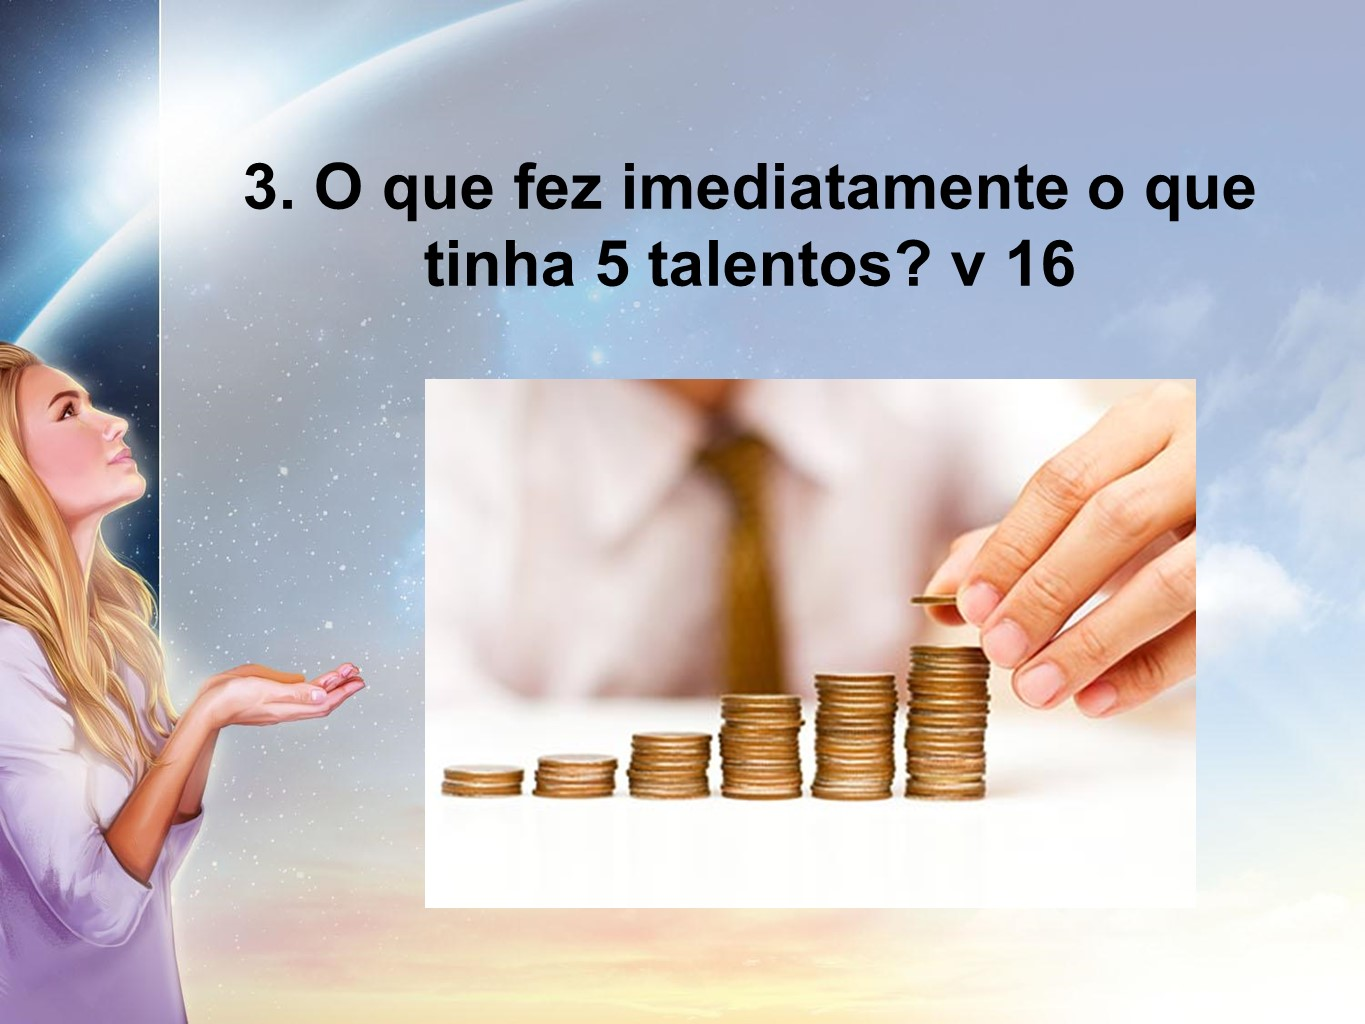 3. O que fez imediatamente o que
tinha 5 talentos? v 16